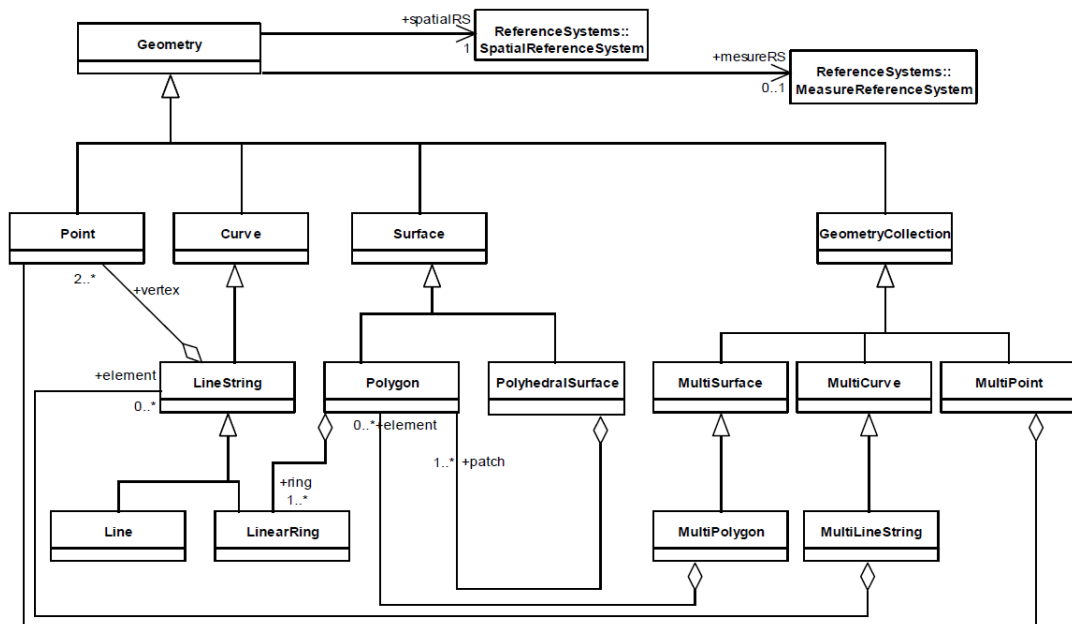 +spatialRS
1
ReferenceSystems::
SpatialReferenceSystem
Geometry
+mesureRS
0..1
ReferenceSystems::
MeasureReferenceSystem
Point
Curve
Surface
GeometryCollection
2..*
+vertex
+element
0..*
LineString
Polygon
PolyhedralSurface
MultiSurface
MultiCurve
MultiPoint
0..*+element
1..*
+patch
+ring
1..*
Line
LinearRing
MultiPolygon
MultiLineString